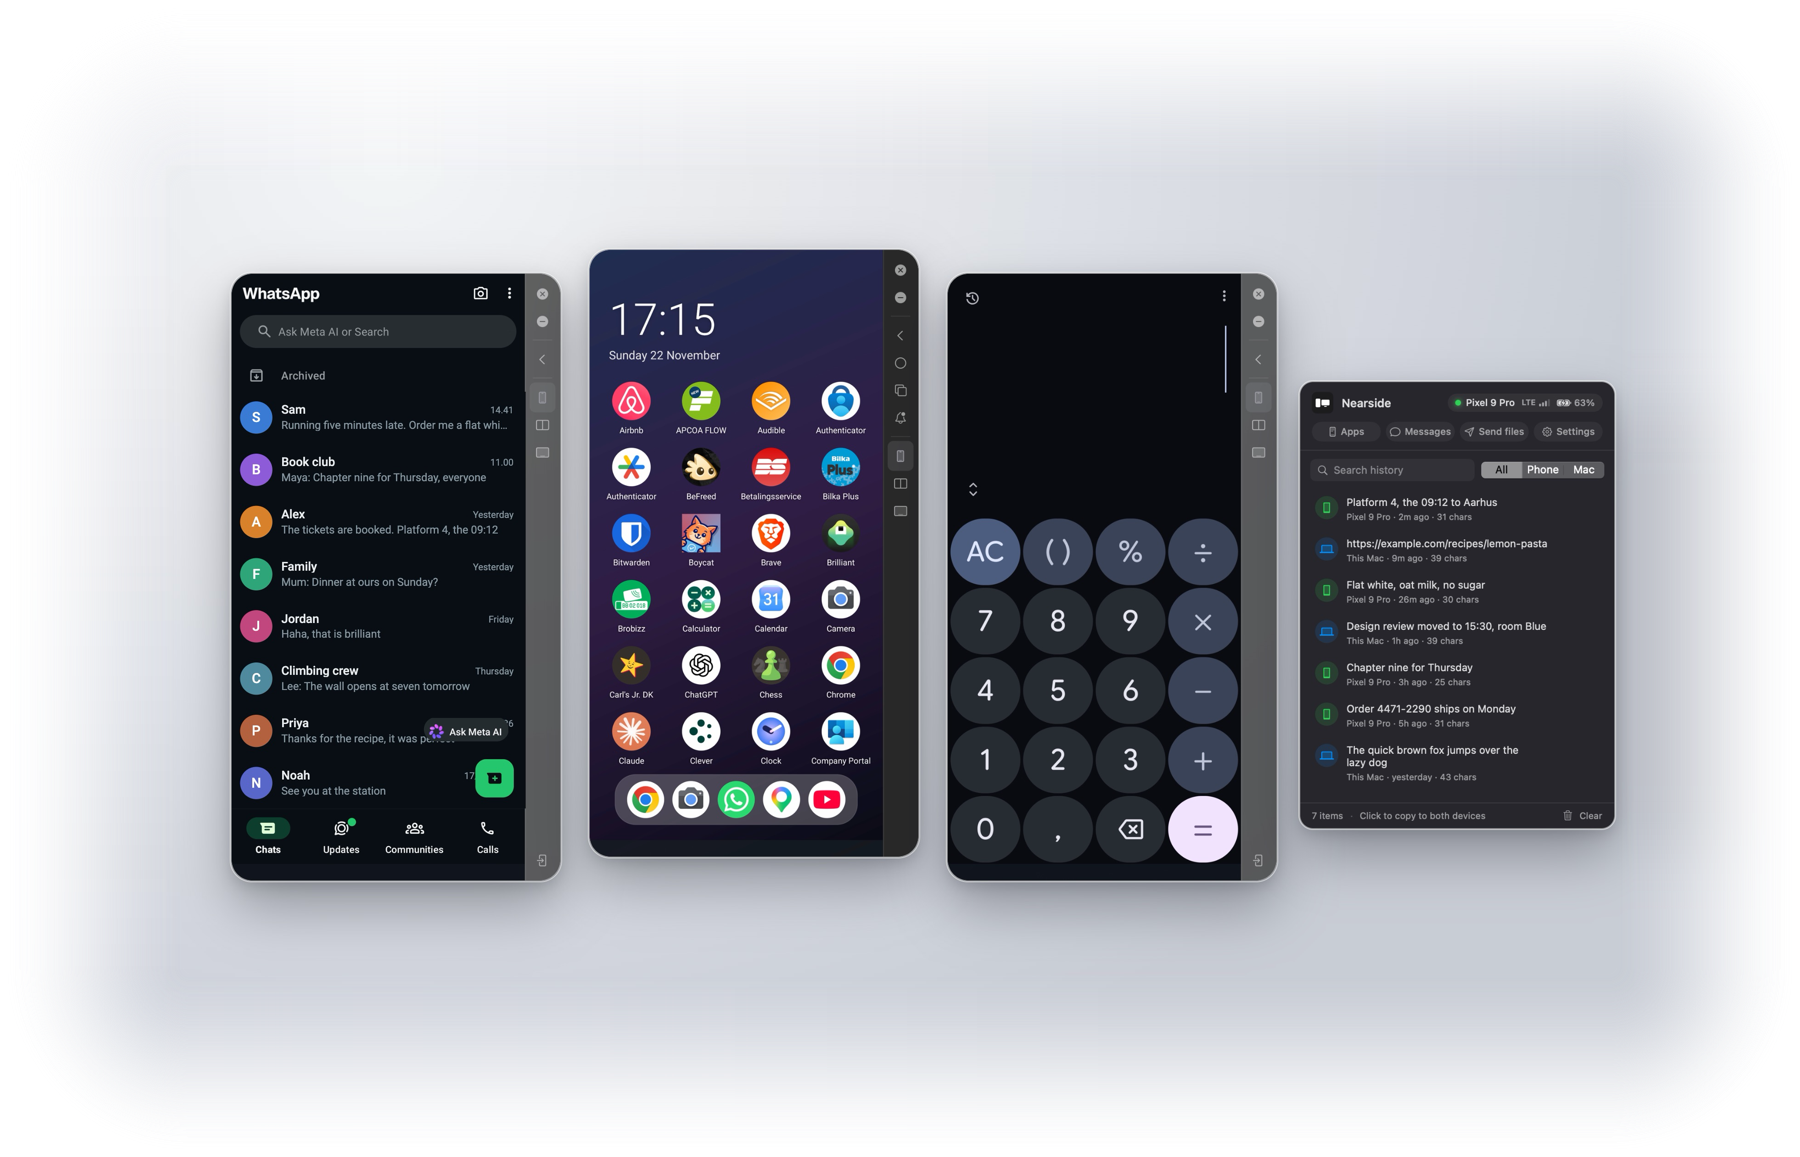 WhatsApp
Ask Meta AI or Search
Archived
Sam 14.41
Running five minutes late. Order me a flat whi...
Book club 11.00
Maya: Chapter nine for Thursday, everyone
Alex Yesterday
The tickets are booked. Platform 4, the 09:12
Family Yesterday
Mum: Dinner at ours on Sunday?
Jordan Friday
Haha, that is brilliant
Climbing crew Thursday
Lee: The wall opens at seven tomorrow
Priya
Thanks for the recipe, it was
Ask Meta AI
Noah 17
See you at the station
Chats Updates Communities Calls
17:15
Sunday 22 November
Airbnb APCOA FLOW Audible Authenticator
Authenticator BeFreed Betalingsservice Bilka Plus
Bilka
Plus
Bitwarden Boycat Brave Brilliant
31
Brobizz Calculator Calendar Camera
Carl's Jr. DK ChatGPT Chess Chrome
Claude Clever Clock Company Portal
AC ( ) % ÷
7 8 9 ×
4 5 6 −
1 2 3 +
0 , =
Nearside Pixel 9 Pro LTE 63%
Apps Messages Send files Settings
Search history All Phone Mac
Platform 4, the 09:12 to Aarhus
Pixel 9 Pro · 2m ago · 31 chars
https://example.com/recipes/lemon-pasta
This Mac · 9m ago · 39 chars
Flat white, oat milk, no sugar
Pixel 9 Pro · 26m ago · 30 chars
Design review moved to 15:30, room Blue
This Mac · 1h ago · 39 chars
Chapter nine for Thursday
Pixel 9 Pro · 3h ago · 25 chars
Order 4471-2290 ships on Monday
Pixel 9 Pro · 5h ago · 31 chars
The quick brown fox jumps over the
lazy dog
This Mac · yesterday · 43 chars
7 items · Click to copy to both devices Clear